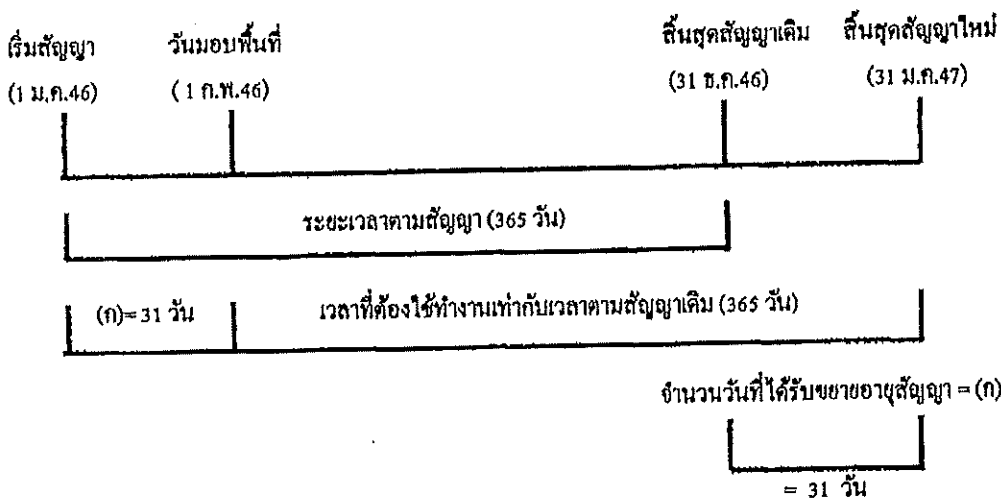 เริ่มสัญญา วันมอบพื้นที่ สิ้นสุดสัญญาเดิม สิ้นสุดสัญญาใหม่
(1 ม.ค.46) (1 ก.พ.46) (31 ธ.ค.46) (31 ม.ค.47)
ระยะเวลาตามสัญญา (365 วัน)
(ก)= 31 วัน เวลาที่ต้องใช้ทำงานเท่ากับเวลาตามสัญญาเดิม (365 วัน)
จำนวนวันที่ได้รับขยายอายุสัญญา = (ก)
= 31 วัน